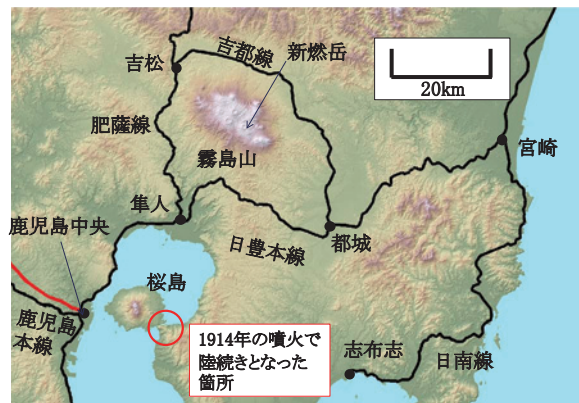 吉都線
新燃岳
吉松
20km
肥薩線
宮崎
霧島山
隼人
鹿児島中央
日豊本線
都城
桜島
鹿児島
本線
1914年の噴火で
陸続きとなった
箇所
志布志
日南線